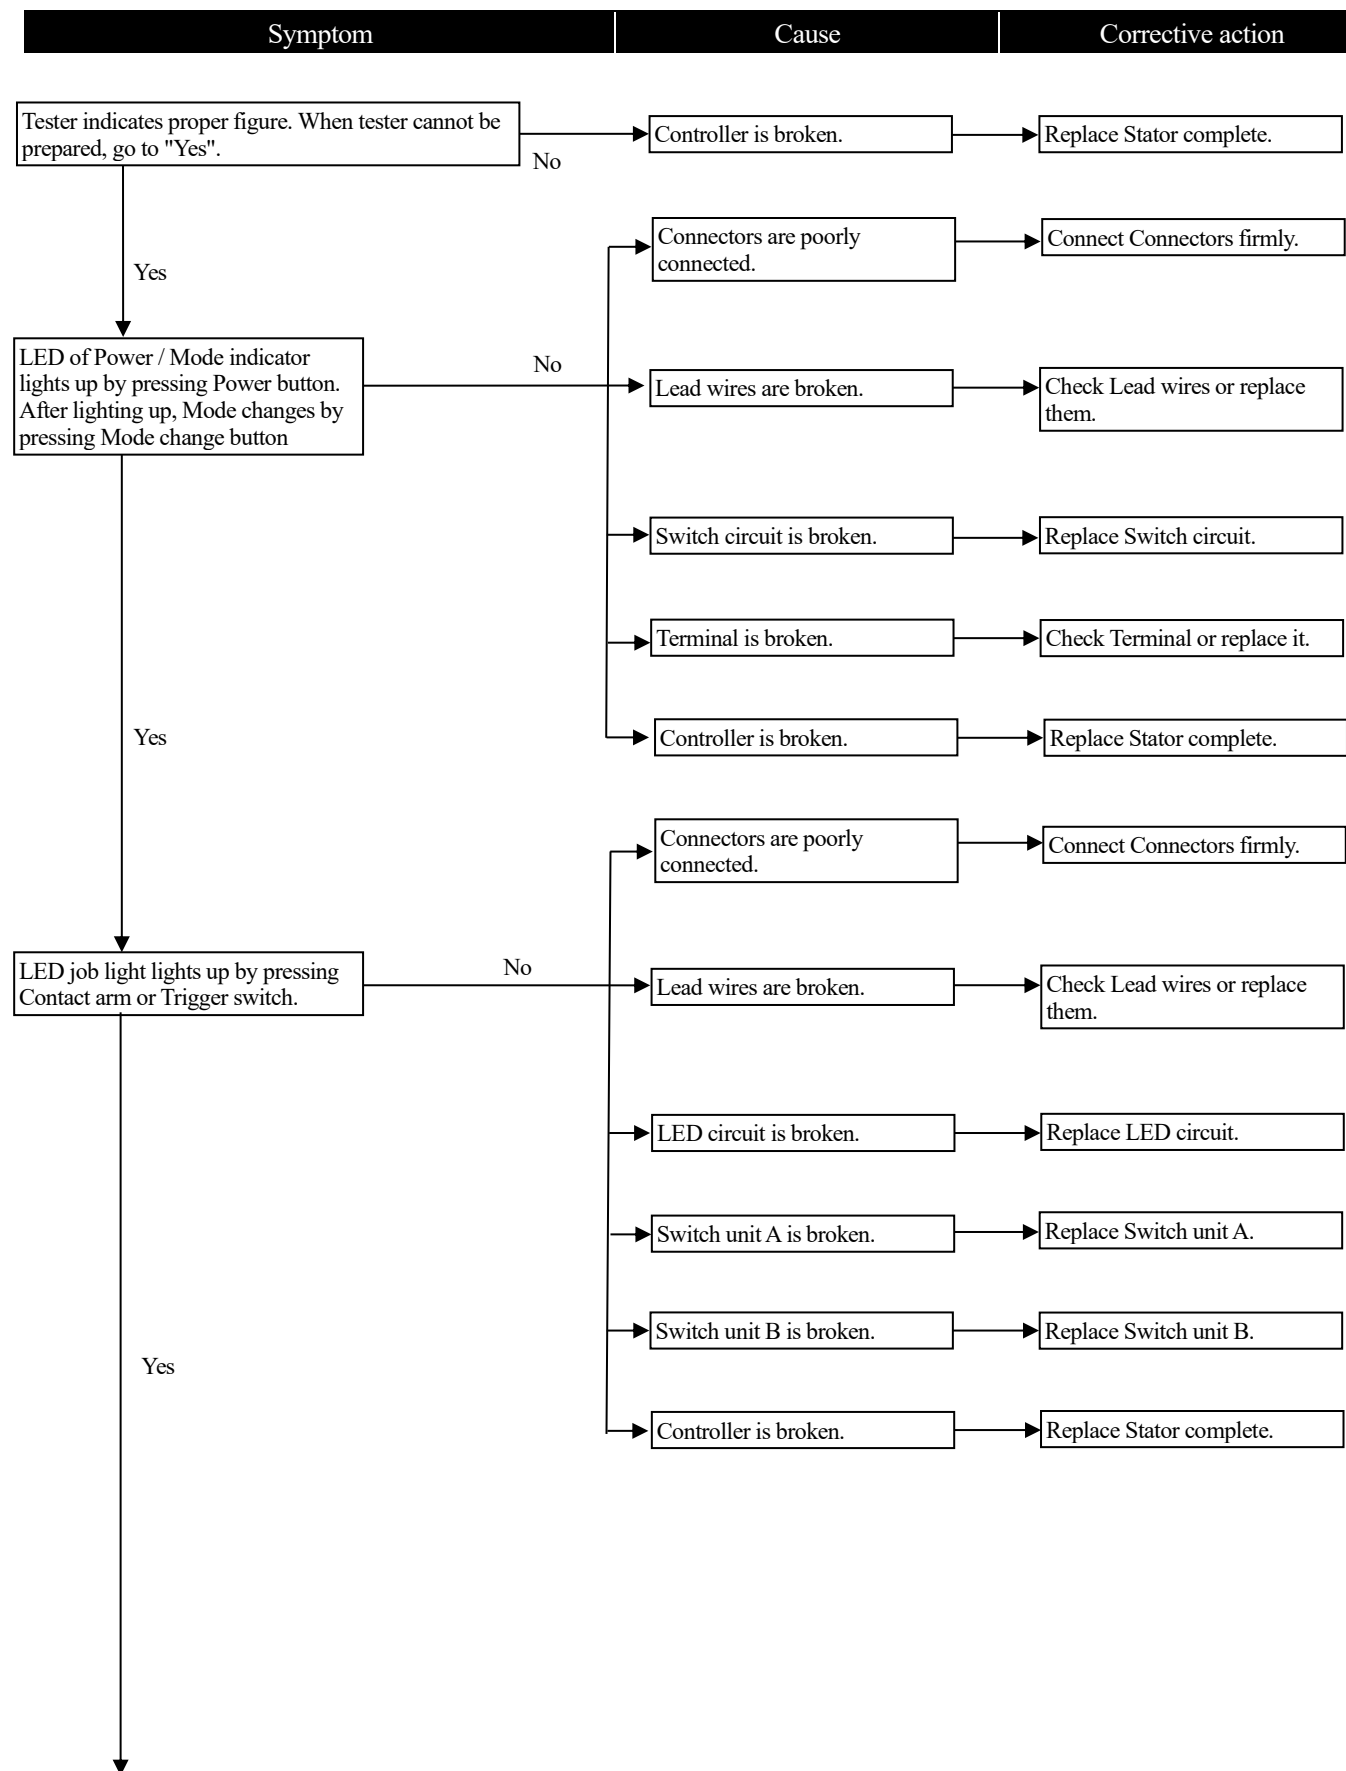 Symptom
Cause
Corrective action
Tester indicates proper figure. When tester cannot be
prepared, go to "Yes".
No
Controller is broken.
Replace Stator complete.
Yes
Connectors are poorly
connected.
Connect Connectors firmly.
LED of Power / Mode indicator
lights up by pressing Power button.
After lighting up, Mode changes by
pressing Mode change button
No
Lead wires are broken.
Check Lead wires or replace
them.
Switch circuit is broken.
Replace Switch circuit.
Terminal is broken.
Check Terminal or replace it.
Yes
Controller is broken.
Replace Stator complete.
Connectors are poorly
connected.
Connect Connectors firmly.
LED job light lights up by pressing
Contact arm or Trigger switch.
No
Lead wires are broken.
Check Lead wires or replace
them.
LED circuit is broken.
Replace LED circuit.
Switch unit A is broken.
Replace Switch unit A.
Switch unit B is broken.
Replace Switch unit B.
Yes
Controller is broken.
Replace Stator complete.